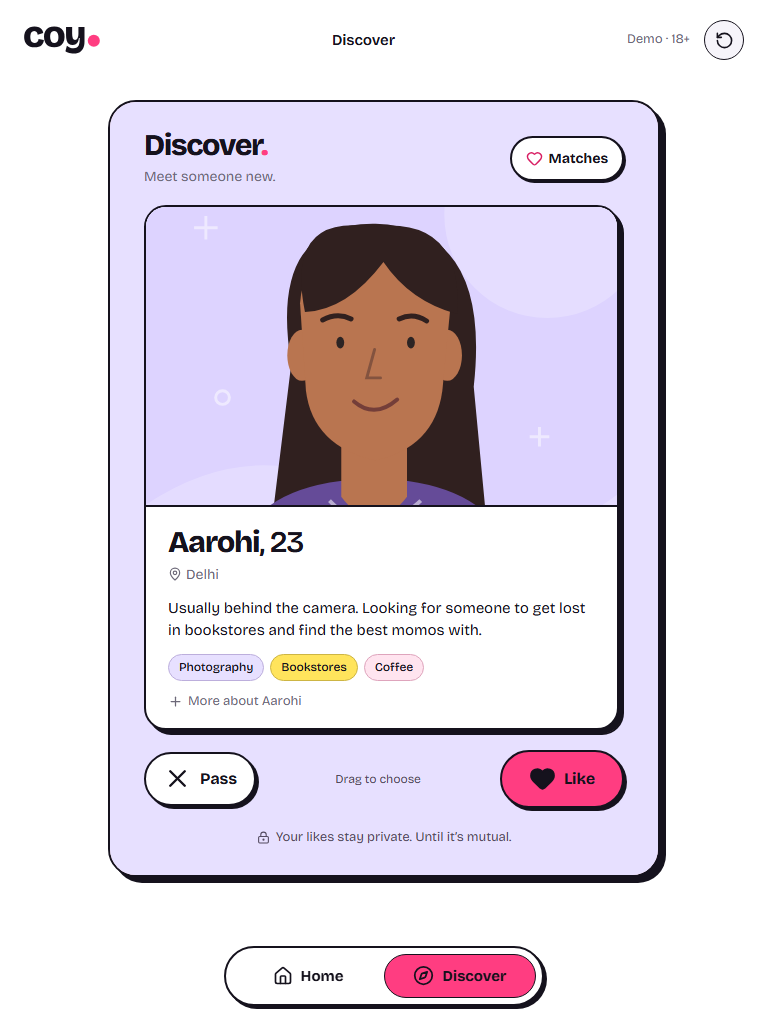 coy.
Discover
Demo · 18+
Discover.
Meet someone new.
Matches
Aarohi, 23
Delhi
Usually behind the camera. Looking for someone to get lost
in bookstores and find the best momos with.
Photography
Bookstores
Coffee
More about Aarohi
Pass
Drag to choose
Like
Your likes stay private. Until it’s mutual.
Home
Discover